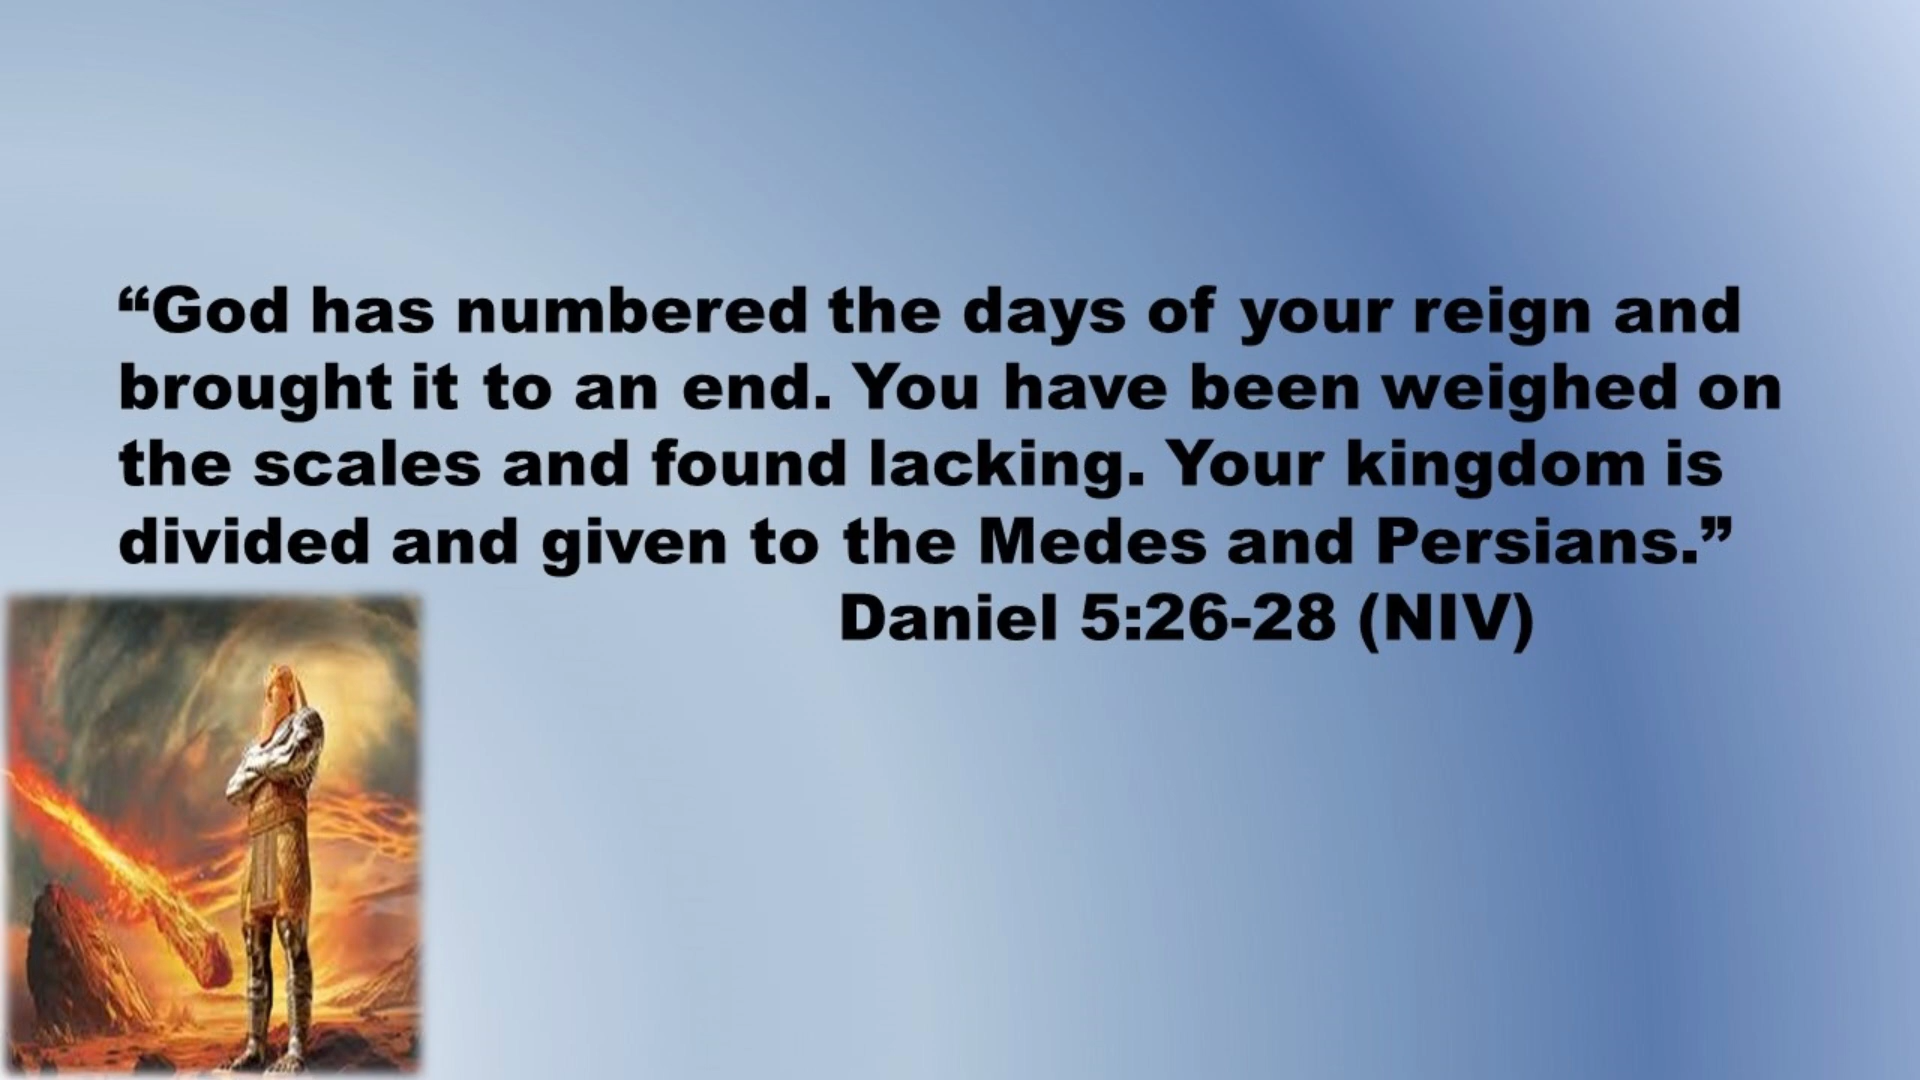 “God has numbered the days of your reign and
brought it to an end. You have been weighed on
the scales and found lacking. Your kingdom is
divided and given to the Medes and Persians.”
Daniel 5:26-28 (NIV)